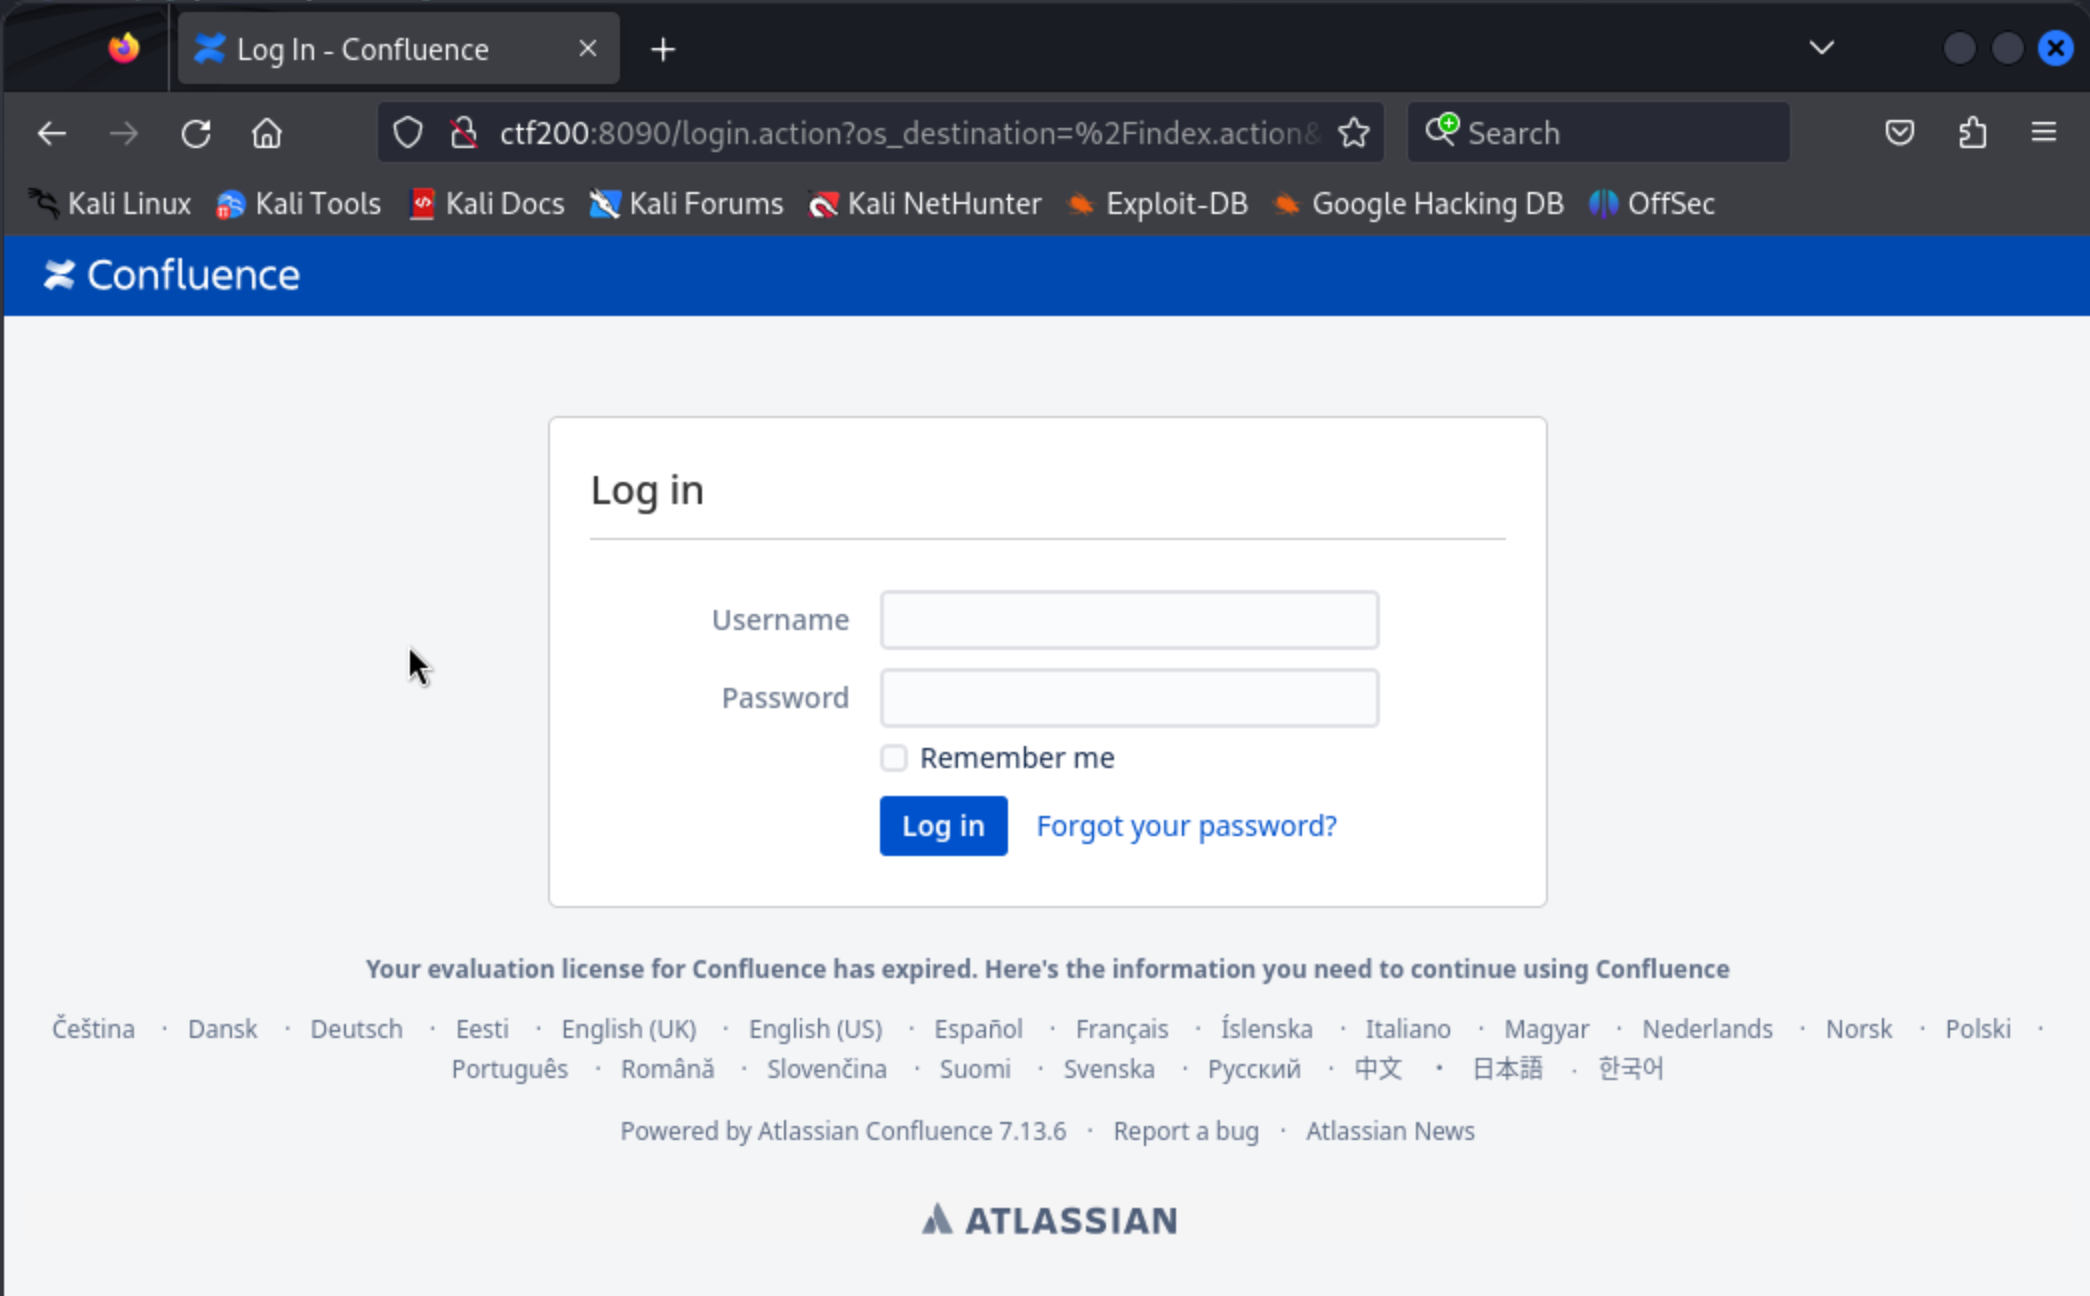 Log In - Confluence
ctf200:8090/login.action?os_destination=%2Findex.action&
Search
Kali Linux Kali Tools Kali Docs Kali Forums Kali NetHunter Exploit-DB Google Hacking DB OffSec
Confluence
Log in
Username
Password
Remember me
Log in Forgot your password?
Your evaluation license for Confluence has expired. Here's the information you need to continue using Confluence
Čeština · Dansk · Deutsch · Eesti · English (UK) · English (US) · Español · Français · Íslenska · Italiano · Magyar · Nederlands · Norsk · Polski ·
Português · Română · Slovenčina · Suomi · Svenska · Русский · 中文 · 日本語 · 한국어
Powered by Atlassian Confluence 7.13.6 · Report a bug · Atlassian News
ATLASSIAN